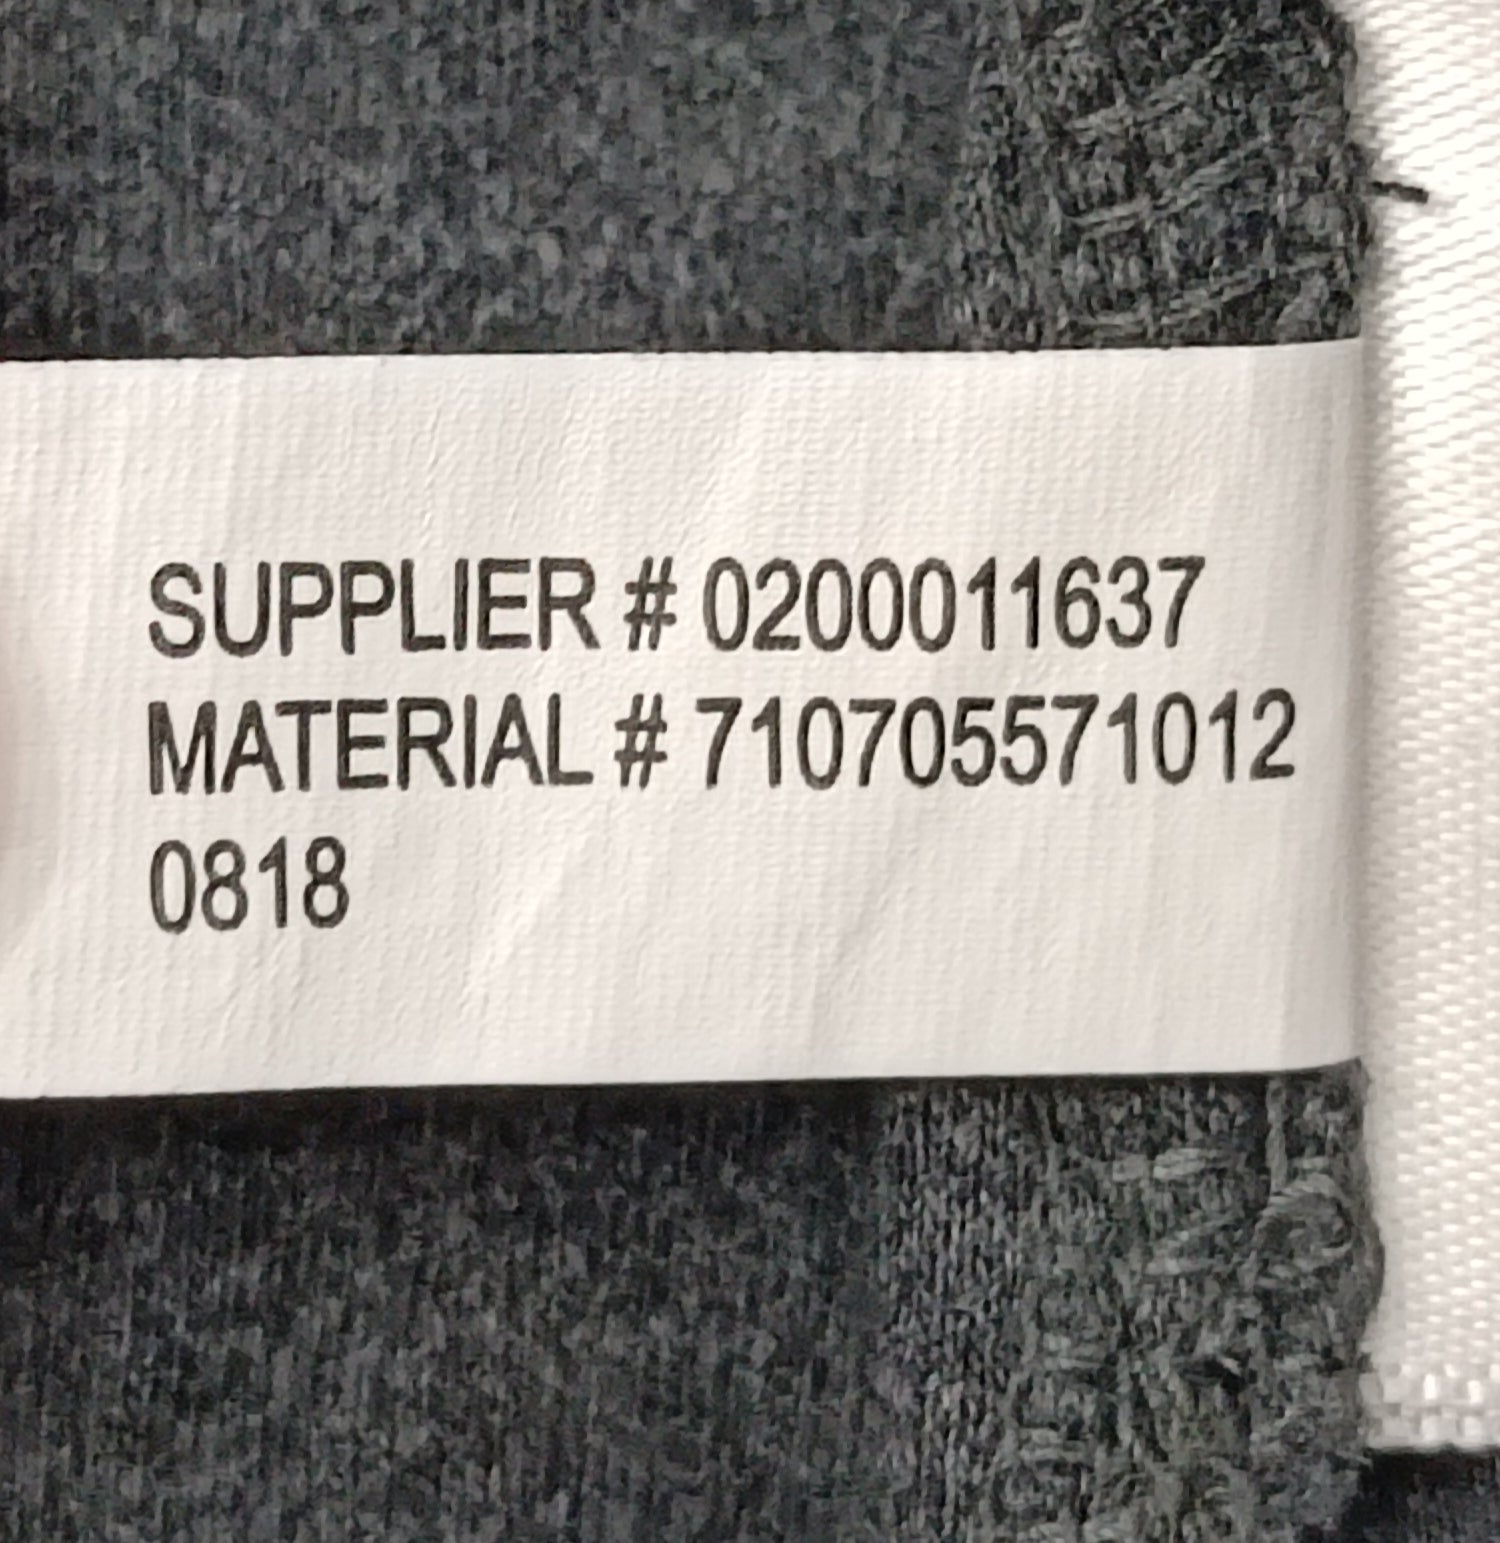 SUPPLIER # 0200011637
MATERIAL # 710705571012
0818